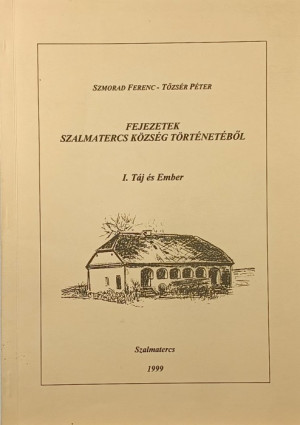 SZMORAD FERENC - TŐZSÉR PÉTER
FEJEZETEK
SZALMATERCS KÖZSÉG TÖRTÉNETÉBŐL
I. Táj és Ember
Szalmatercs
1999